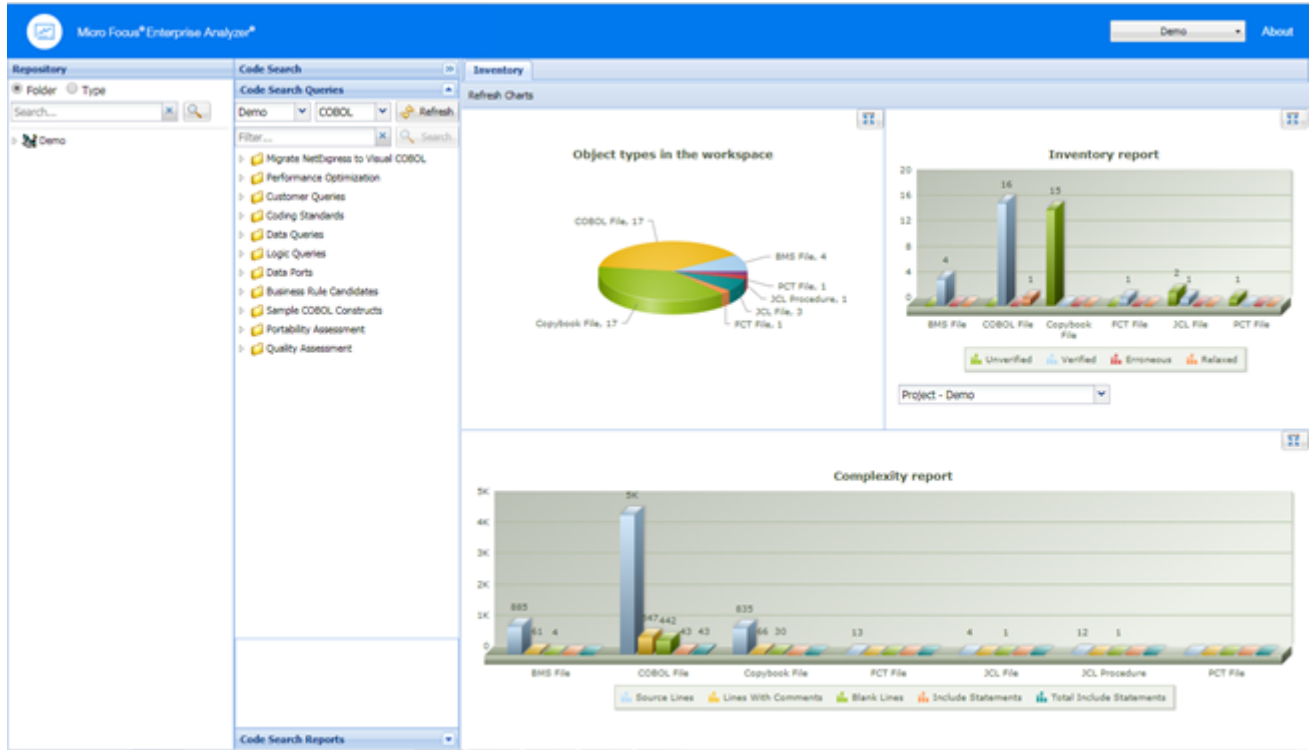 Micro Focus® Enterprise Analyzer®
Demo
About
Repository
Folder Type
Search...
Demo
Code Search
Code Search Queries
Demo COBOL Refresh
Filter... Search
Migrate NetExpress to Visual COBOL
Performance Optimization
Customer Queries
Coding Standards
Data Queries
Logic Queries
Data Ports
Business Rule Candidates
Sample COBOL Constructs
Portability Assessment
Quality Assessment
Code Search Reports
Inventory
Refresh Charts
Object types in the workspace
COBOL File, 17
BMS File, 4
PCT File, 1
JCL Procedure, 1
JCL File, 3
FCT File, 1
Copybook File, 17
Inventory report
20
16
12
8
4
0
4
16
1
15
1
2
1
1
BMS File COBOL File Copybook File FCT File JCL File PCT File
Unverified Verified Erroneous Relaxed
Project - Demo
Complexity report
5K
4K
3K
2K
1K
0
885 61 4
5K 547 442 43 43
835 66 30
13
4 1
12 1
BMS File COBOL File Copybook File FCT File JCL File JCL Procedure PCT File
Source Lines Lines With Comments Blank Lines Include Statements Total Include Statements